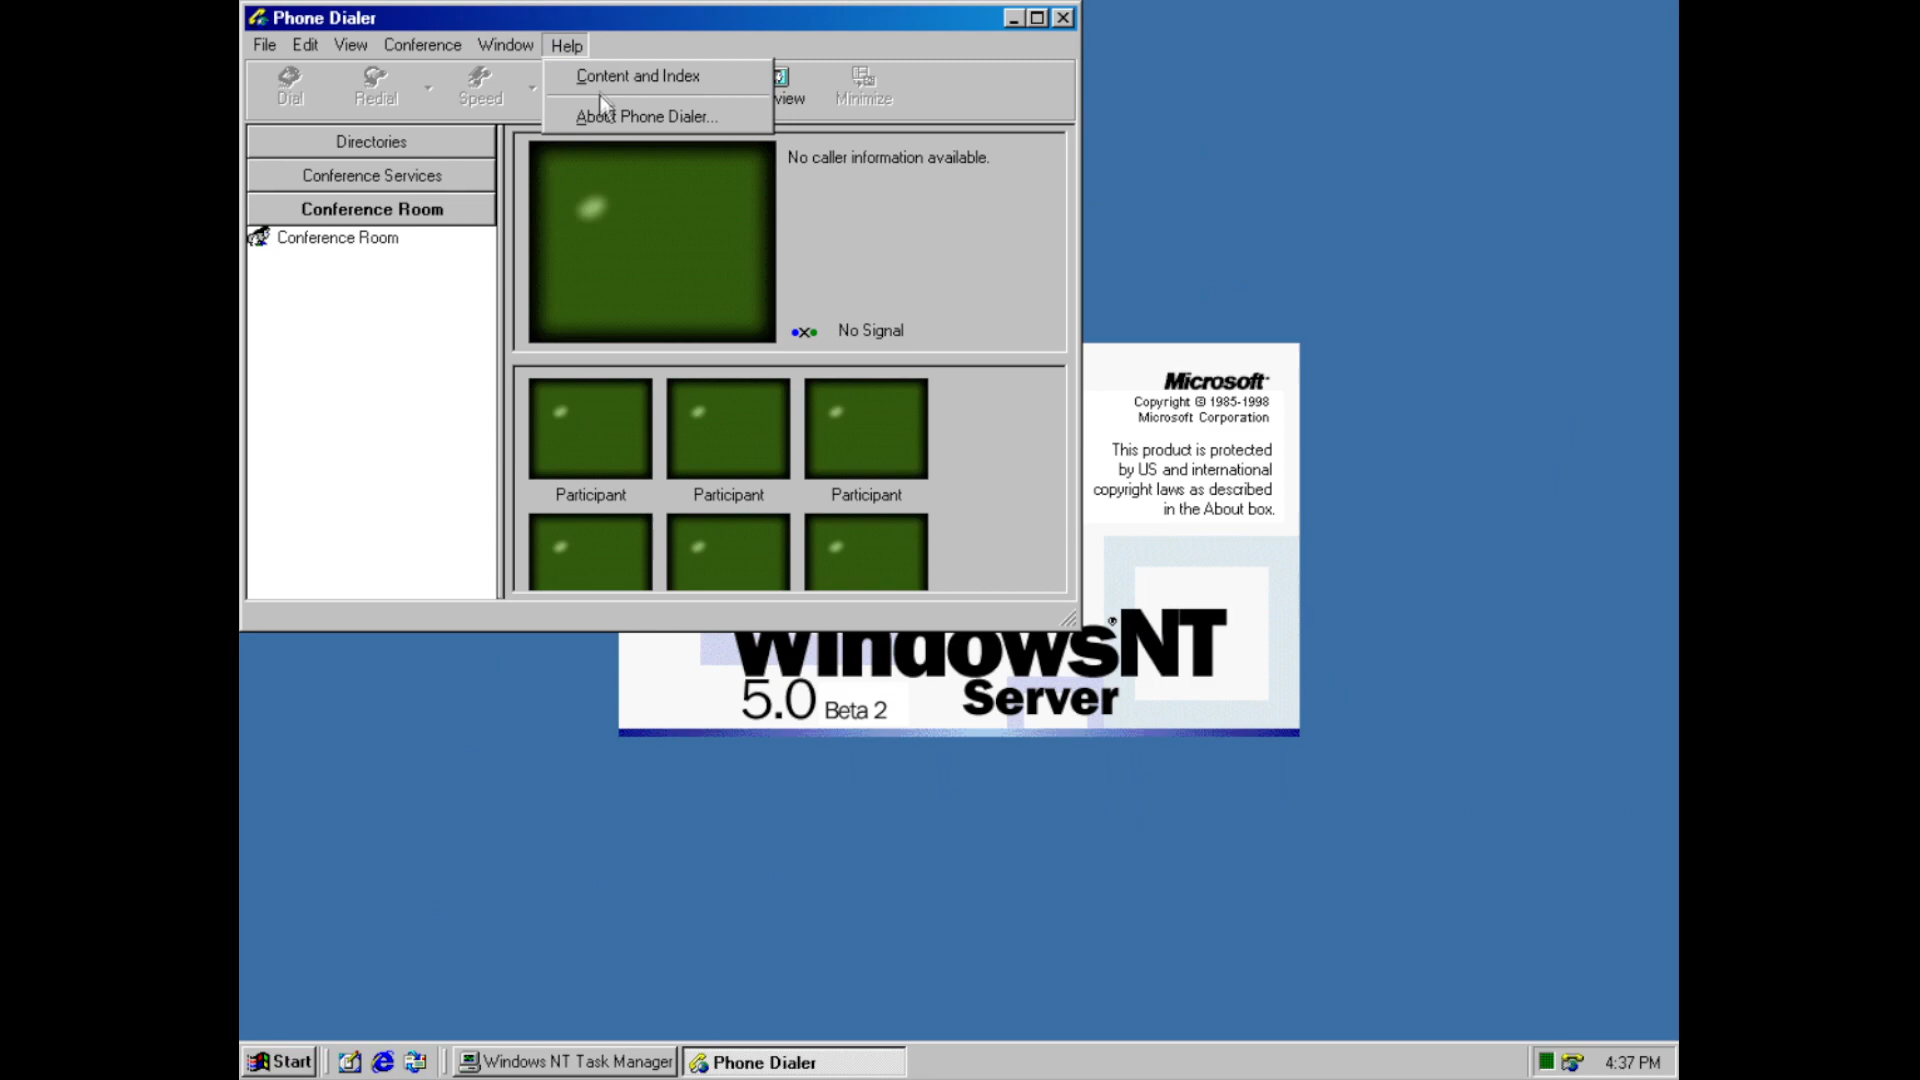 Phone Dialer
File Edit View Conference Window Help
Dial Redial Speed view Minimize
Content and Index
About Phone Dialer...
Directories
Conference Services
Conference Room
Conference Room
No caller information available.
No Signal
Participant Participant Participant
Microsoft
Copyright © 1985-1998
Microsoft Corporation
This product is protected
by US and international
copyright laws as described
in the About box.
Windows NT
Server
5.0 Beta 2
Start Windows NT Task Manager Phone Dialer 4:37 PM